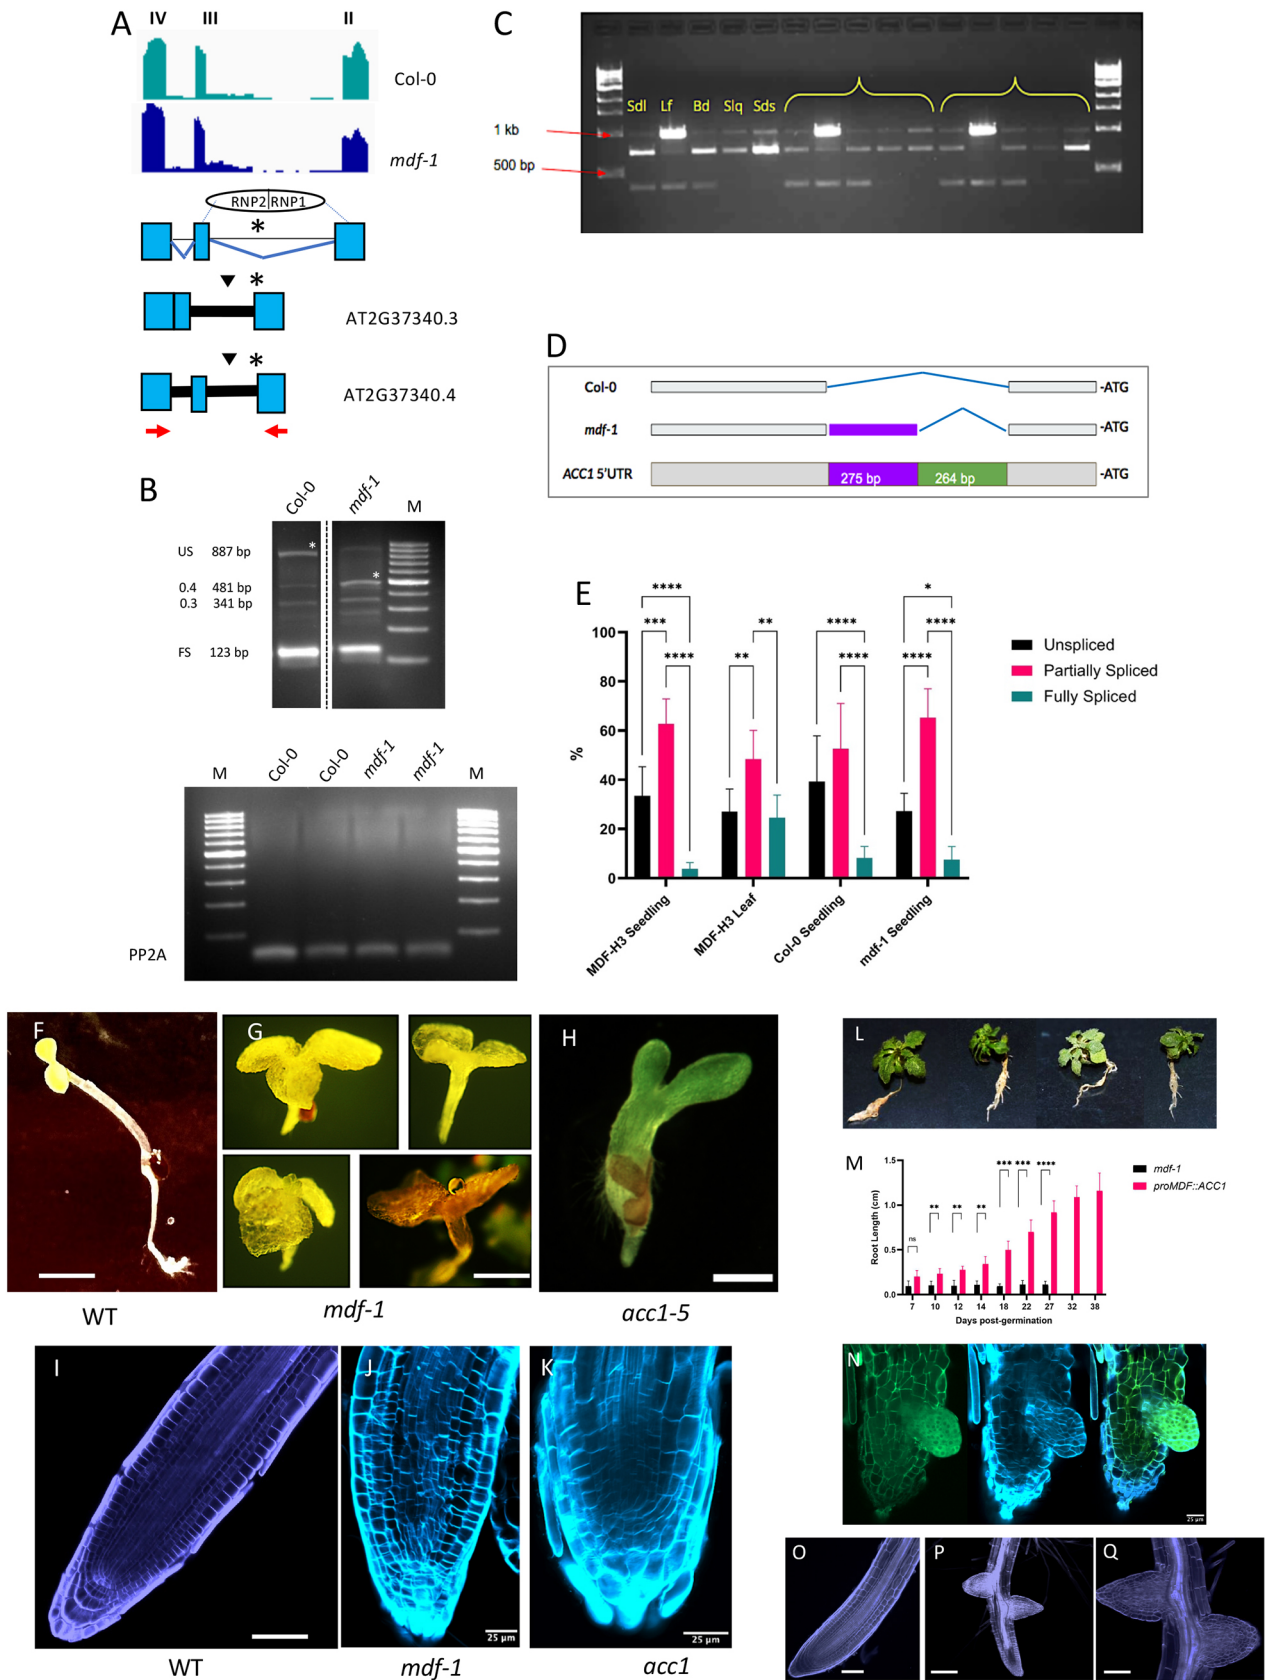 A
IV III II
Col-0
mdf-1
RNP2 RNP1
*
*
AT2G37340.3
*
AT2G37340.4
B
Col-0 mdf-1 M
US 887 bp
0.4 481 bp
0.3 341 bp
FS 123 bp
*
*
M Col-0 Col-0 mdf-1 mdf-1 M
PP2A
C
Sdl Lf Bd Slq Sds
1 kb
500 bp
D
Col-0 -ATG
mdf-1 -ATG
ACC1 5'UTR 275 bp 264 bp -ATG
E
**** *
*** ** **** ****
**** ** **** ****
100
80
60
40
20
0
%
MDF-H3 Seedling
MDF-H3 Leaf
Col-0 Seedling
mdf-1 Seedling
Unspliced
Partially Spliced
Fully Spliced
F
WT
G
mdf-1
H
acc1-5
I
WT
J
25 µm
mdf-1
K
25 µm
acc1
L
M
1.5
1.0
0.5
0.0
Root Length (cm)
ns ** ** ** *** *** ****
7 10 12 14 18 22 27 32 38
Days post-germination
mdf-1
proMDF::ACC1
N
25 µm
O
P
Q